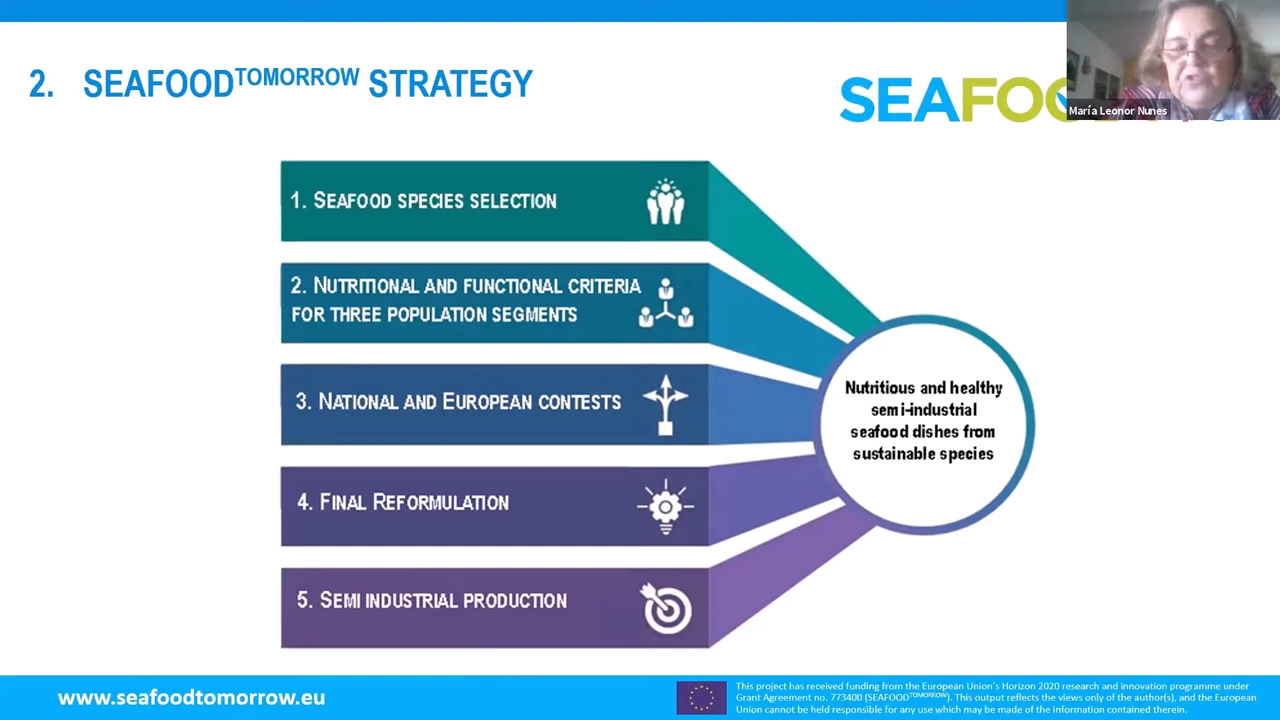 2. SEAFOODTOMORROW STRATEGY
SEAFOO
María Leonor Nunes
1. SEAFOOD SPECIES SELECTION
2. NUTRITIONAL AND FUNCTIONAL CRITERIA
FOR THREE POPULATION SEGMENTS
3. NATIONAL AND EUROPEAN CONTESTS
4. FINAL REFORMULATION
5. SEMI INDUSTRIAL PRODUCTION
Nutritious and healthy
semi-industrial
seafood dishes from
sustainable species
www.seafoodtomorrow.eu
This project has received funding from the European Union's Horizon 2020 research and innovation programme under
Grant Agreement no. 773400 (SEAFOODTOMORROW). This output reflects the views only of the author(s), and the European
Union cannot be held responsible for any use which may be made of the information contained therein.